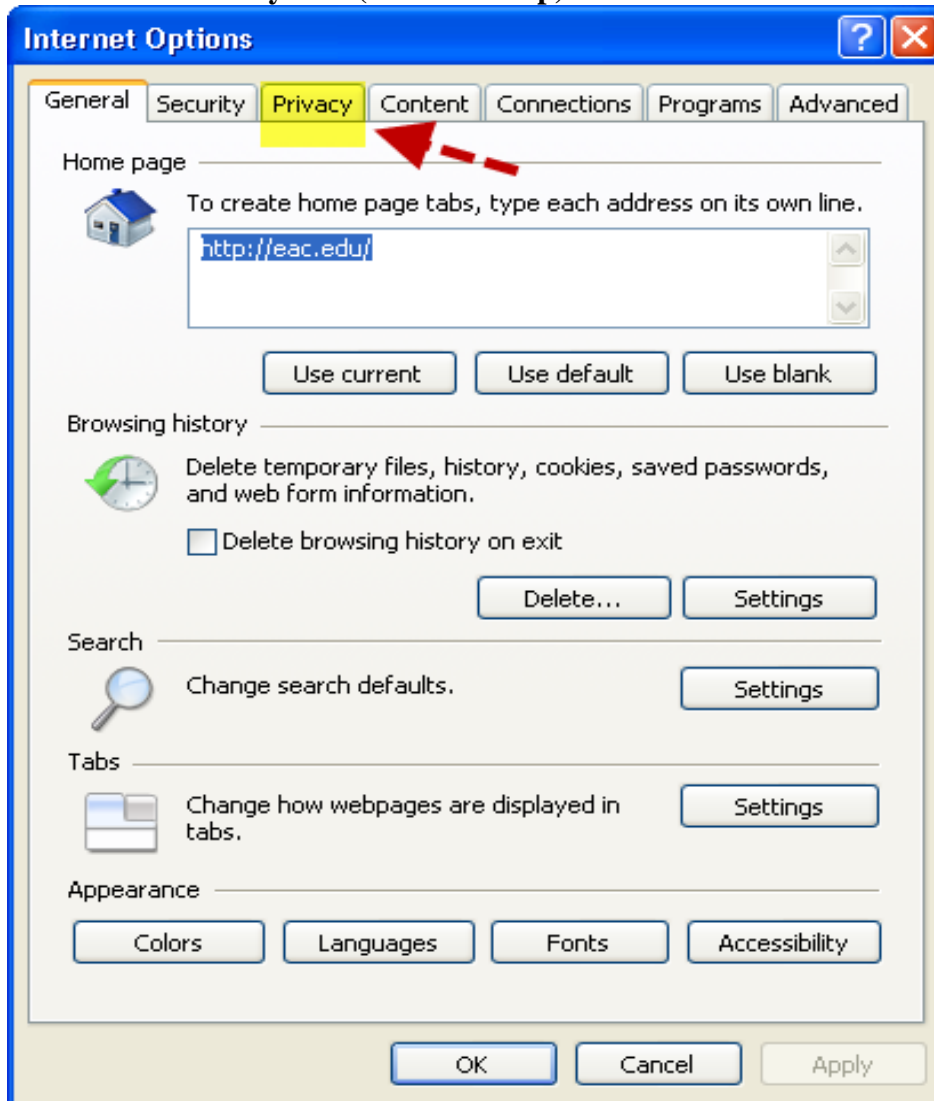 Internet Options
General Security Privacy Content Connections Programs Advanced
Home page
To create home page tabs, type each address on its own line.
http://eac.edu/
Use current Use default Use blank
Browsing history
Delete temporary files, history, cookies, saved passwords,
and web form information.
Delete browsing history on exit
Delete... Settings
Search
Change search defaults. Settings
Tabs
Change how webpages are displayed in Settings
tabs.
Appearance
Colors Languages Fonts Accessibility
OK Cancel Apply